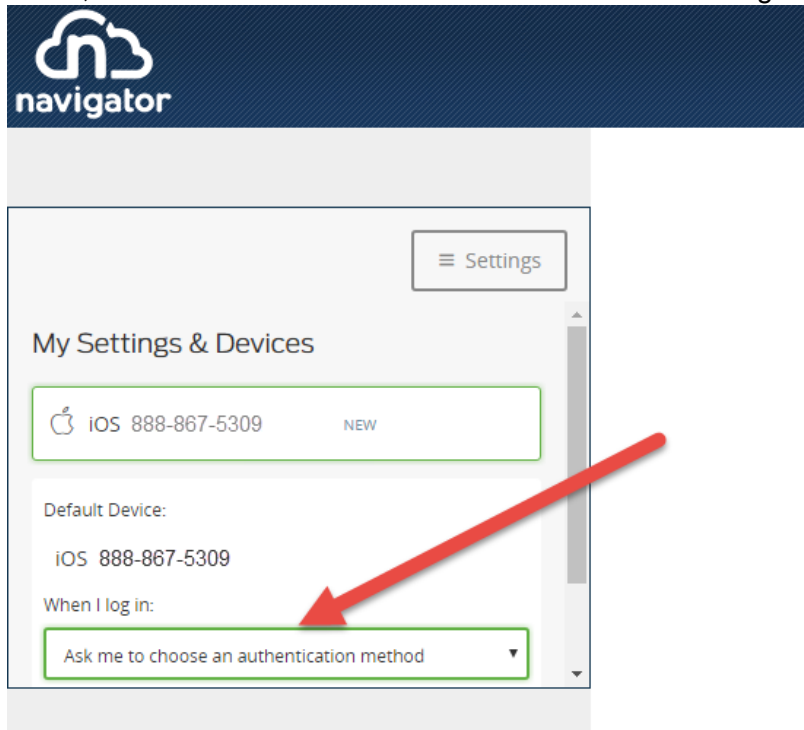 navigator
≡ Settings
My Settings & Devices
iOS 888-867-5309 NEW
Default Device:
iOS 888-867-5309
When I log in:
Ask me to choose an authentication method